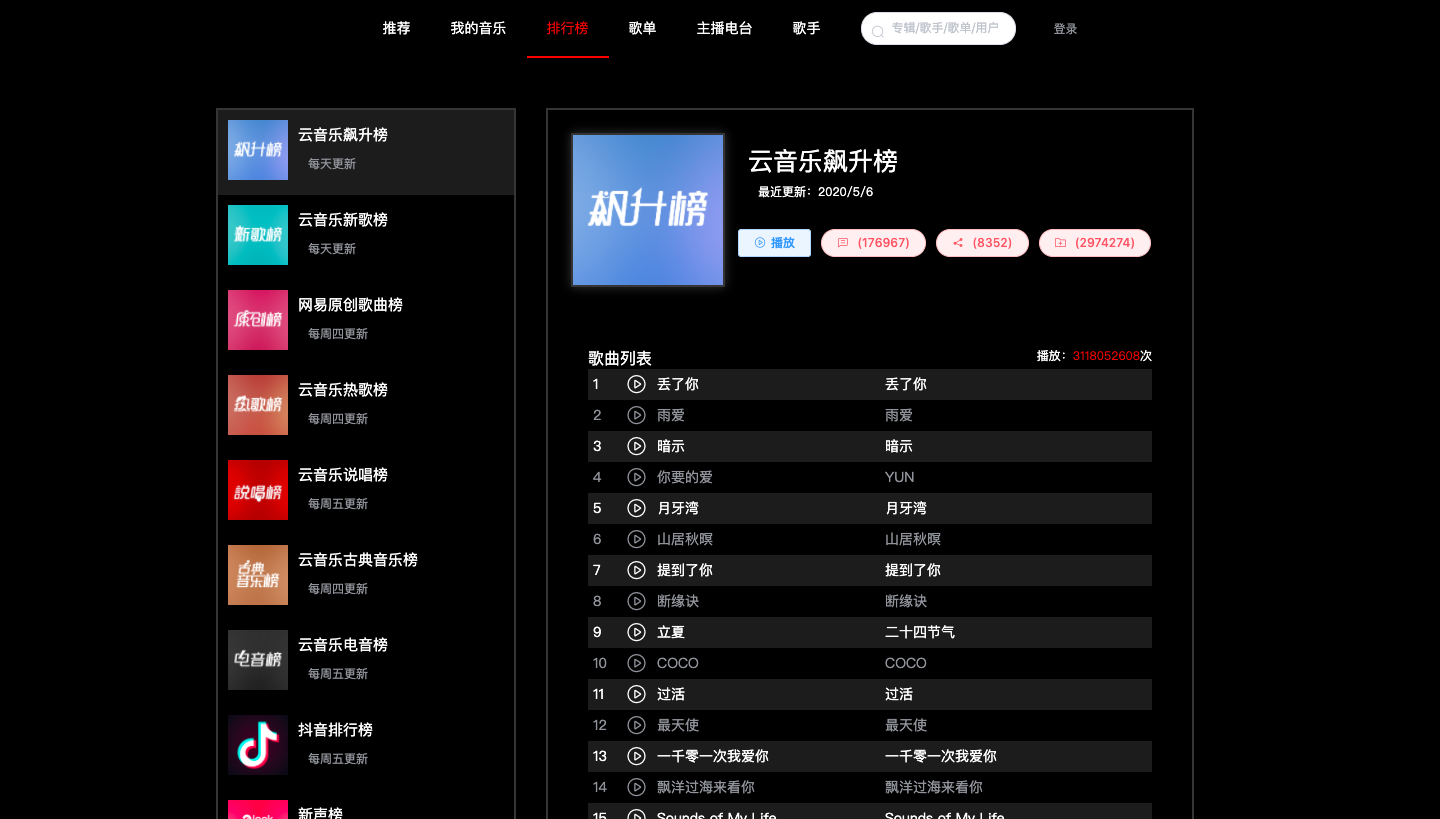 推荐 我的音乐 排行榜 歌单 主播电台 歌手 专辑/歌手/歌单/用户 登录
飙升榜
云音乐飙升榜
每天更新
新歌榜
云音乐新歌榜
每天更新
原创榜
网易原创歌曲榜
每周四更新
热歌榜
云音乐热歌榜
每周四更新
説唱榜
云音乐说唱榜
每周五更新
古典
音乐榜
云音乐古典音乐榜
每周四更新
电音榜
云音乐电音榜
每周五更新
抖音排行榜
每周五更新
新声榜
飙升榜
云音乐飙升榜
最近更新：2020/5/6
播放 (176967) (8352) (2974274)
歌曲列表 播放：3118052608次
1 丢了你 丢了你
2 雨爱 雨爱
3 暗示 暗示
4 你要的爱 YUN
5 月牙湾 月牙湾
6 山居秋暝 山居秋暝
7 提到了你 提到了你
8 断缘诀 断缘诀
9 立夏 二十四节气
10 COCO COCO
11 过活 过活
12 最天使 最天使
13 一千零一次我爱你 一千零一次我爱你
14 飘洋过海来看你 飘洋过海来看你
15 Sounds of My Life Sounds of My Life